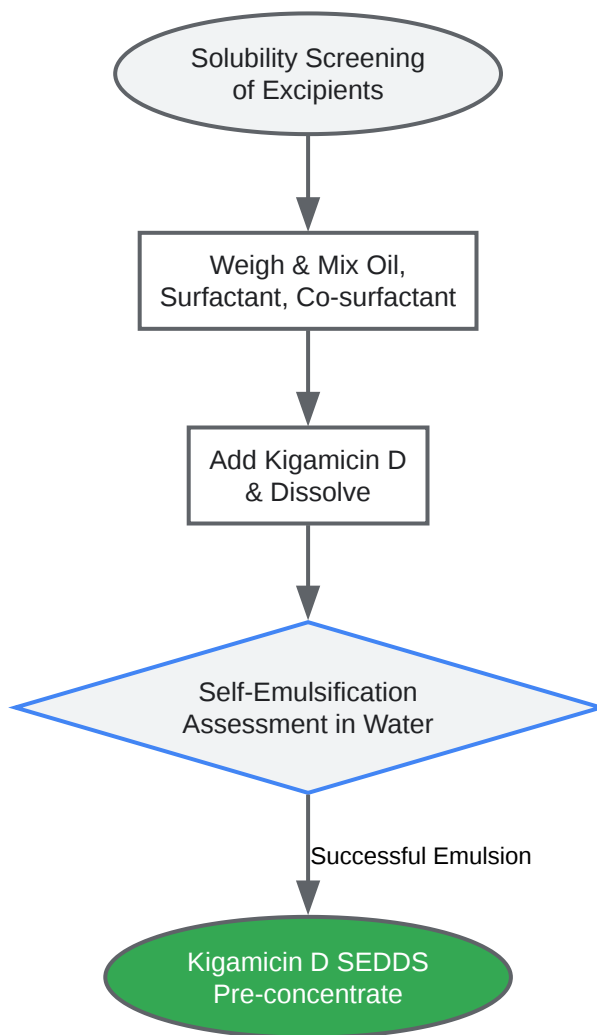 Solubility Screening
of Excipients
Weigh & Mix Oil,
Surfactant, Co-surfactant
Add Kigamicin D
& Dissolve
Self-Emulsification
Assessment in Water
Successful Emulsion
Kigamicin D SEDDS
Pre-concentrate